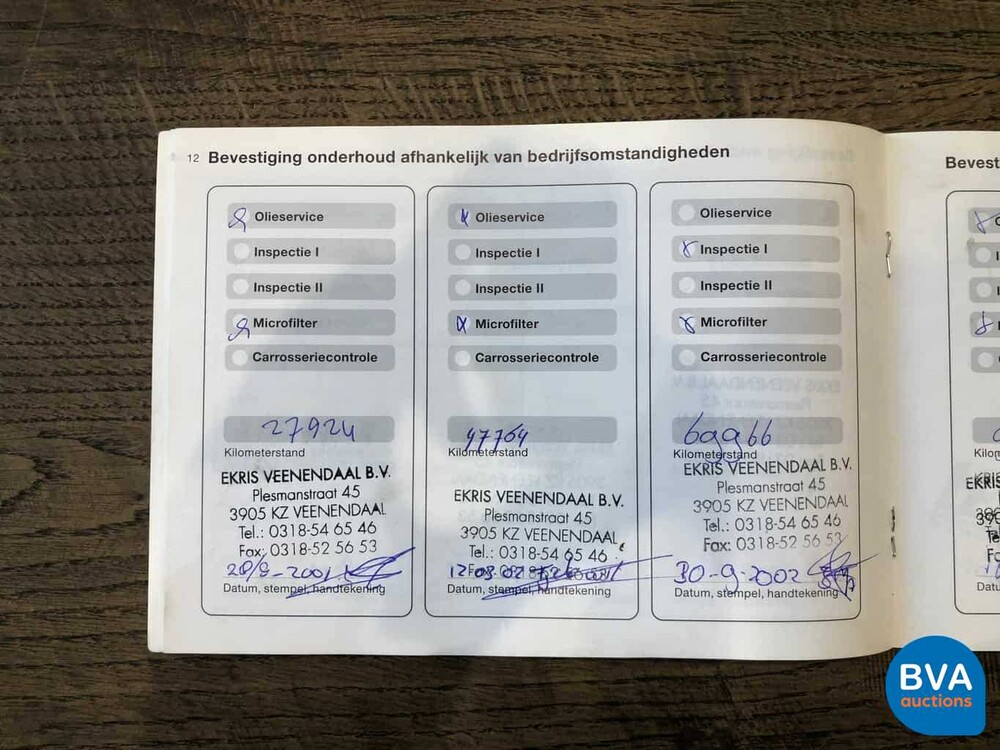 12 Bevestiging onderhoud afhankelijk van bedrijfsomstandigheden
Olieservice
Inspectie I
Inspectie II
Microfilter
Carrosseriecontrole
27924
Kilometerstand
EKRIS VEENENDAAL B.V.
Plesmanstraat 45
3905 KZ VEENENDAAL
Tel.: 0318-54 65 46
Fax: 0318-52 56 53
Datum, stempel, handtekening
Olieservice
Inspectie I
Inspectie II
Microfilter
Carrosseriecontrole
47764
Kilometerstand
EKRIS VEENENDAAL B.V.
Plesmanstraat 45
3905 KZ VEENENDAAL
Tel.: 0318-54 65 46
12-03-02
Datum, stempel, handtekening
Olieservice
Inspectie I
Inspectie II
Microfilter
Carrosseriecontrole
Kilometerstand
EKRIS VEENENDAAL B.V.
Plesmanstraat 45
3905 KZ VEENENDAAL
Tel.: 0318-54 65 46
Fax: 0318-52 56 53
30-9-2002
Datum, stempel, handtekening
Bevest
BVA
auctions